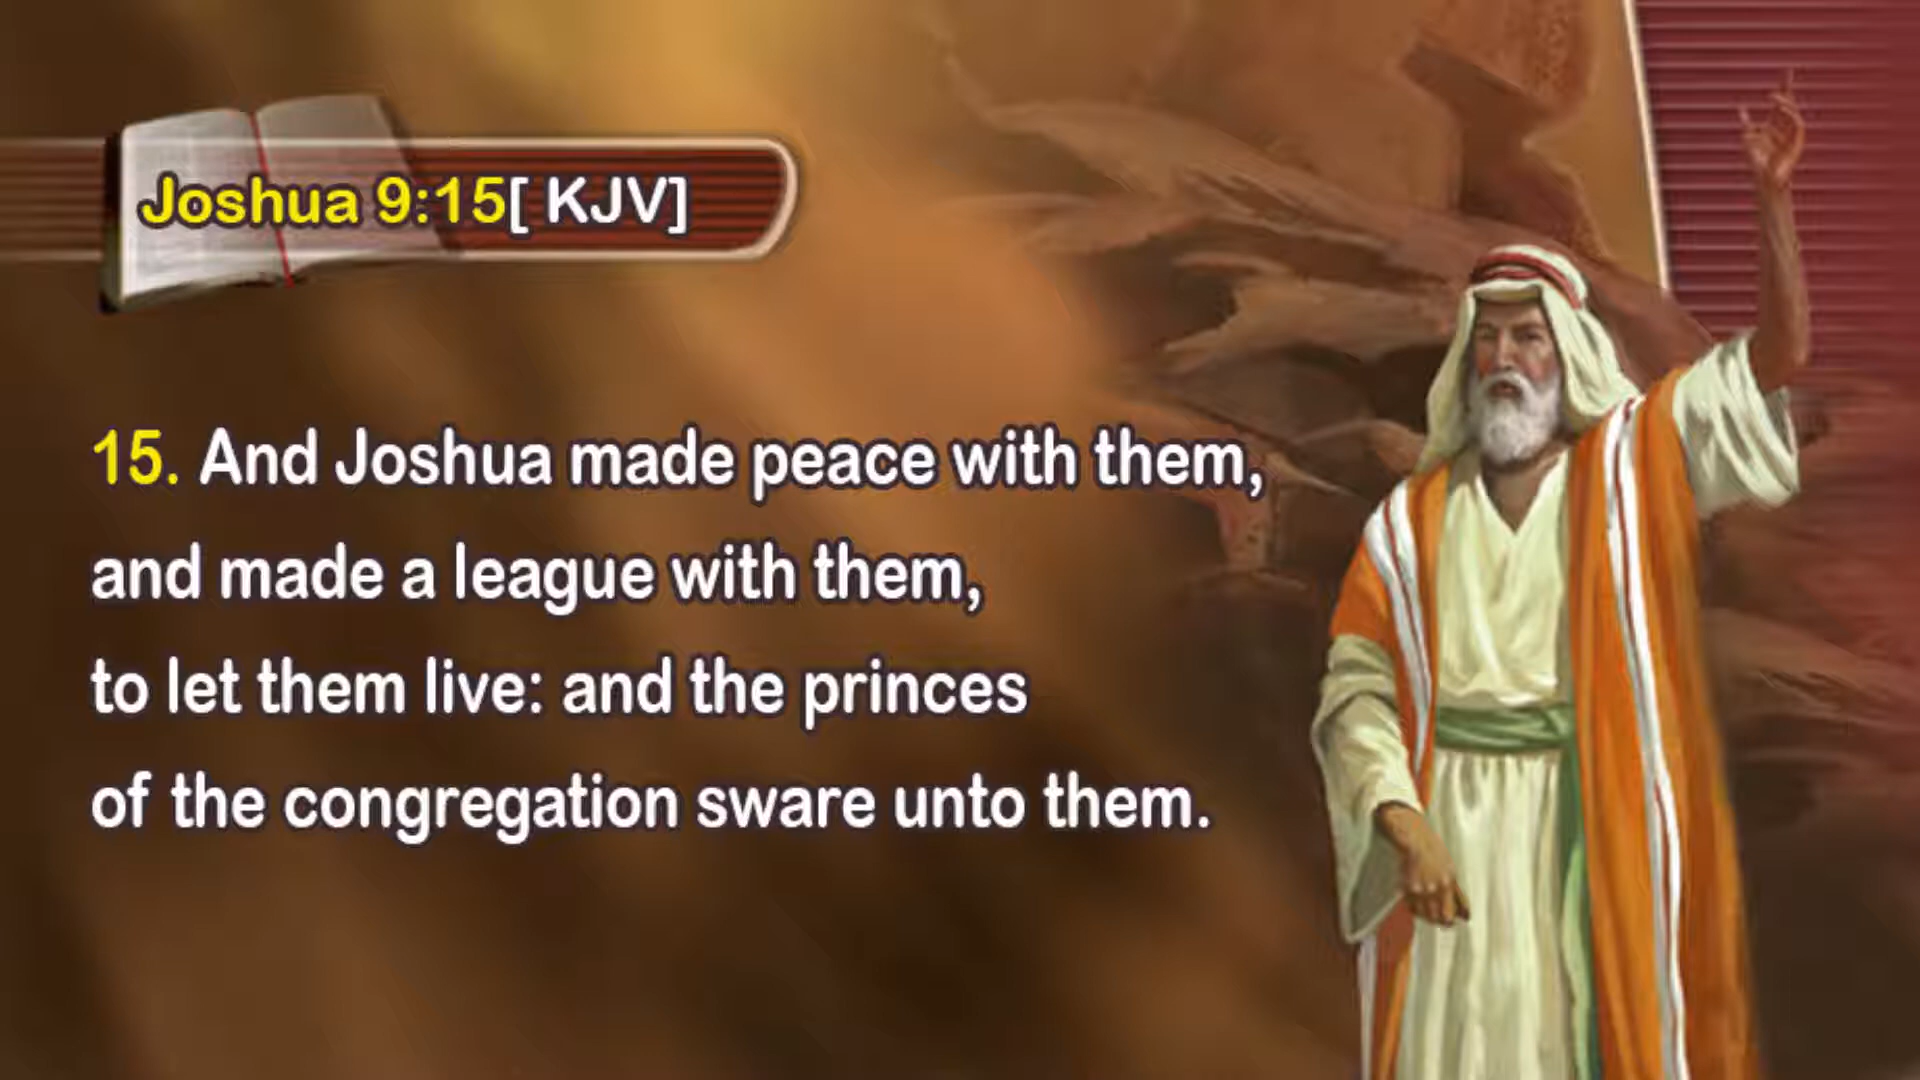 Joshua 9:15[ KJV]
15. And Joshua made peace with them,
and made a league with them,
to let them live: and the princes
of the congregation sware unto them.